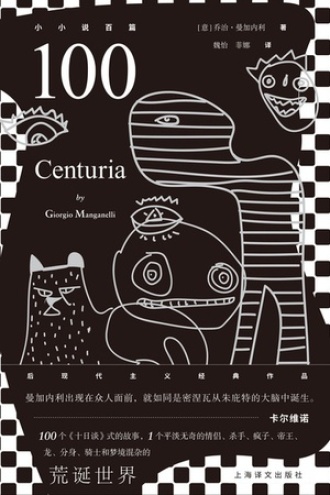 小小说百篇
［意］乔治·曼加内利 著
魏怡 菲娜 译
100
Centuria
by
Giorgio Manganelli
后现代主义经典作品
曼加内利出现在众人面前，就如同是密涅瓦从朱庇特的大脑中诞生。
卡尔维诺
100个《十日谈》式的故事，1个平淡无奇的情侣、杀手、疯子、帝王、
龙、分身、骑士和梦境混杂的
荒诞世界
上海译文出版社